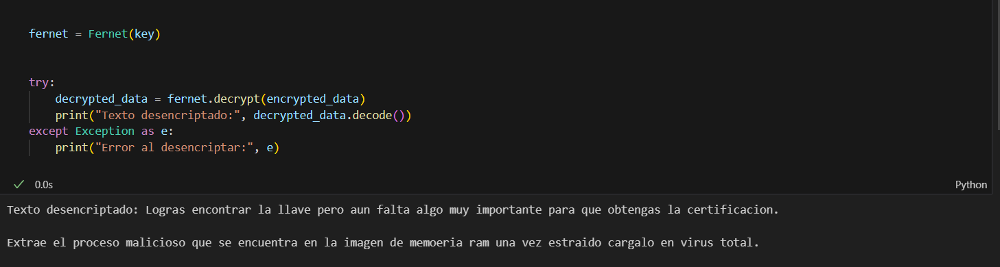 fernet = Fernet(key)
try:
    decrypted_data = fernet.decrypt(encrypted_data)
    print("Texto desencriptado:", decrypted_data.decode())
except Exception as e:
    print("Error al desencriptar:", e)
0.0s
Python
Texto desencriptado: Logras encontrar la llave pero aun falta algo muy importante para que obtengas la certificacion.
Extrae el proceso malicioso que se encuentra en la imagen de memoeria ram una vez estraido cargalo en virus total.